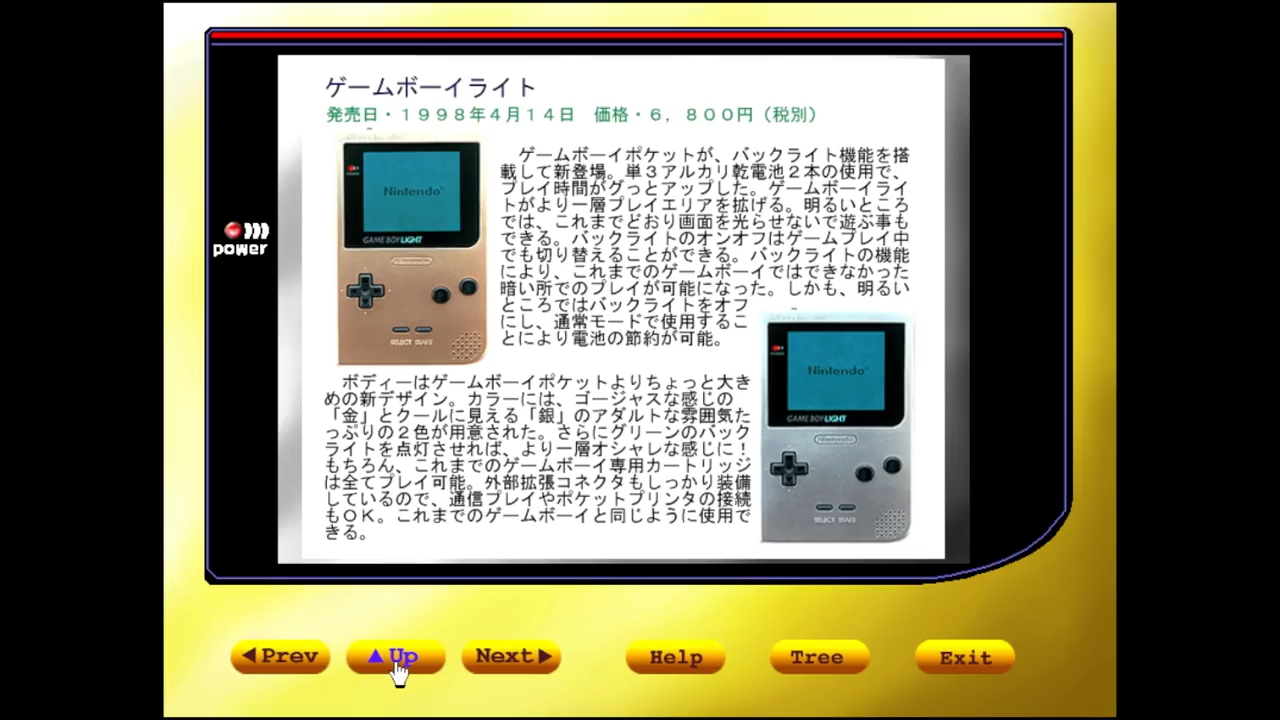 ゲームボーイライト
発売日・1998年4月14日 価格・6,800円(税別)
power
Nintendo®
GAME BOY LIGHT
Nintendo
SELECT START
ゲームボーイポケットが、バックライト機能を搭
載して新登場。単3アルカリ乾電池2本の使用で、
プレイ時間がグっとアップした。ゲームボーイライ
トがより一層プレイエリアを拡げる。明るいところ
では、これまでどおり画面を光らせないで遊ぶ事も
できる。バックライトのオンオフはゲームプレイ中
でも切り替えることができる。バックライトの機能
により、これまでのゲームボーイではできなかった
暗い所でのプレイが可能になった。しかも、明るい
ところではバックライトをオフ
にし、通常モードで使用するこ
とにより電池の節約が可能。
ボディーはゲームボーイポケットよりちょっと大き
めの新デザイン。カラーには、ゴージャスな感じの
「金」とクールに見える「銀」のアダルトな雰囲気た
っぷりの2色が用意された。さらにグリーンのバック
ライトを点灯させれば、より一層オシャレな感じに!
もちろん、これまでのゲームボーイ専用カートリッジ
は全てプレイ可能。外部拡張コネクタもしっかり装備
しているので、通信プレイやポケットプリンタの接続
もOK。これまでのゲームボーイと同じように使用で
きる。
Nintendo®
GAME BOY LIGHT
Nintendo
SELECT START
◀Prev
▲Up
Next▶
Help
Tree
Exit